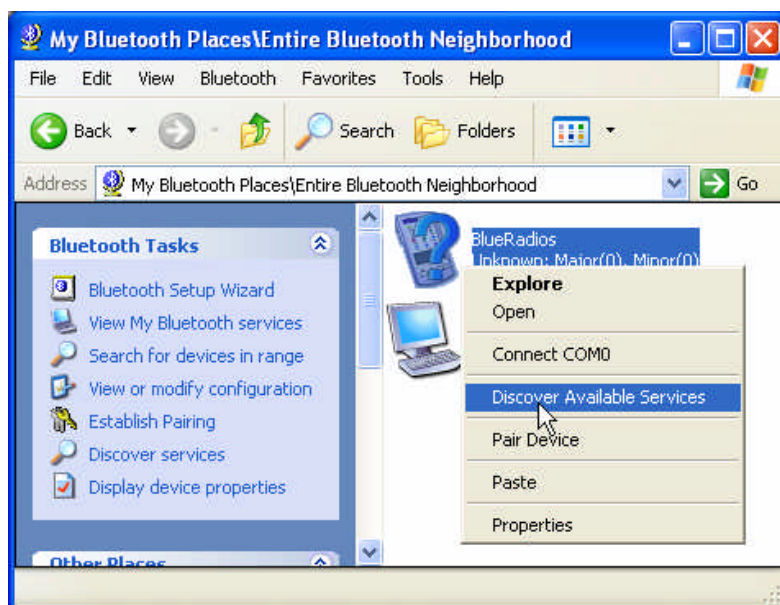 My Bluetooth Places\Entire Bluetooth Neighborhood
File Edit View Bluetooth Favorites Tools Help
Back Search Folders
Address My Bluetooth Places\Entire Bluetooth Neighborhood Go
Bluetooth Tasks
Bluetooth Setup Wizard
View My Bluetooth services
Search for devices in range
View or modify configuration
Establish Pairing
Discover services
Display device properties
Other Places
BlueRadios
Unknown: Major(0), Minor(0)
Explore
Open
Connect COM0
Discover Available Services
Pair Device
Paste
Properties